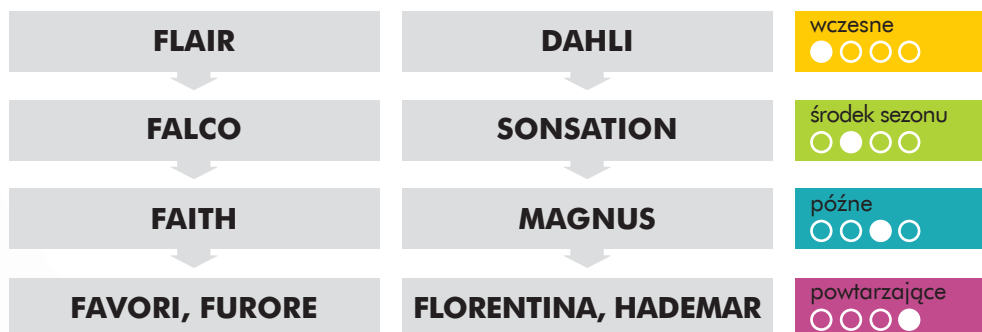 FLAIR
DAHLI
wczesne
FALCO
SONSATION
środek sezonu
FAITH
MAGNUS
późne
FAVORI, FURORE
FLORENTINA, HADEMAR
powtarzające